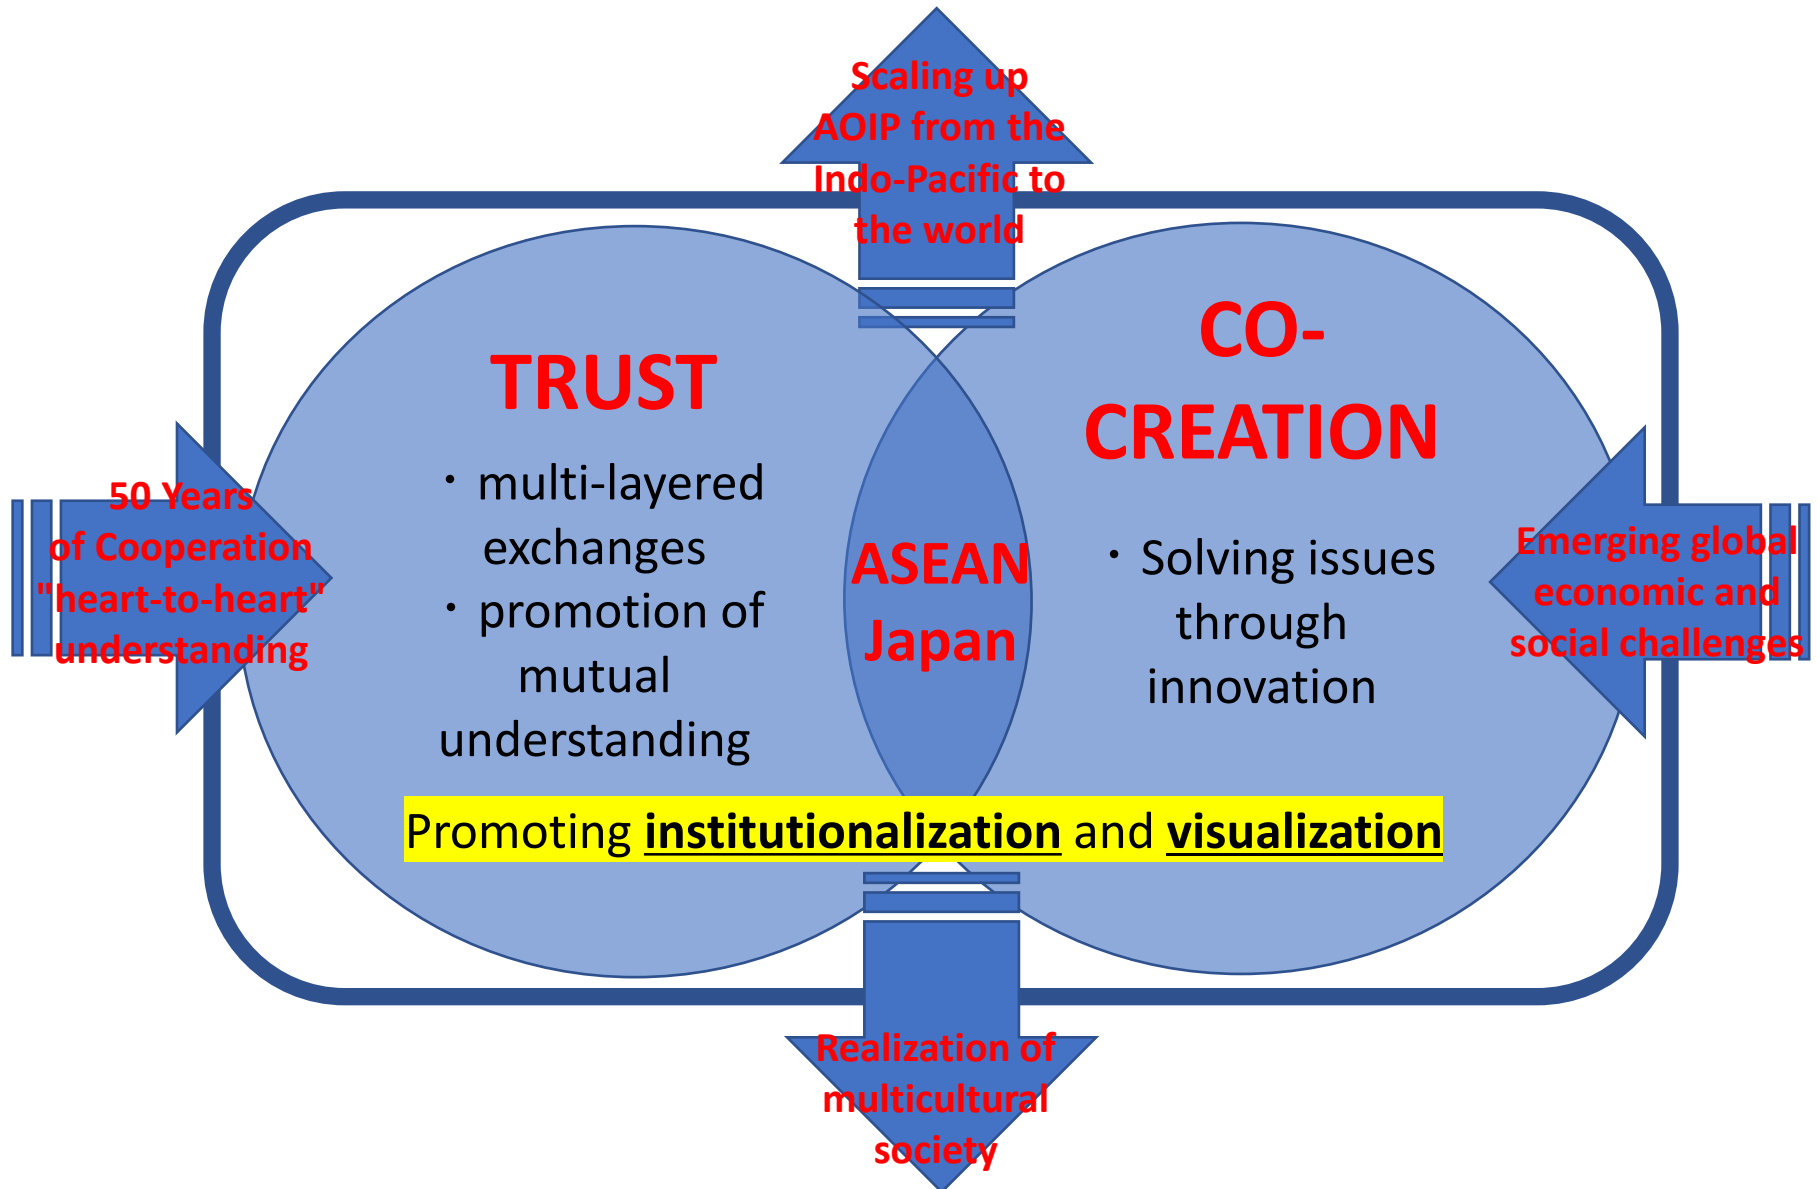 Scaling up
AOIP from the
Indo-Pacific to
the world
TRUST
・ multi-layered
exchanges
・ promotion of
mutual
understanding
CO-
CREATION
・ Solving issues
through
innovation
ASEAN
Japan
50 Years
of Cooperation
"heart-to-heart"
understanding
Emerging global
economic and
social challenges
Promoting institutionalization and visualization
Realization of
multicultural
society